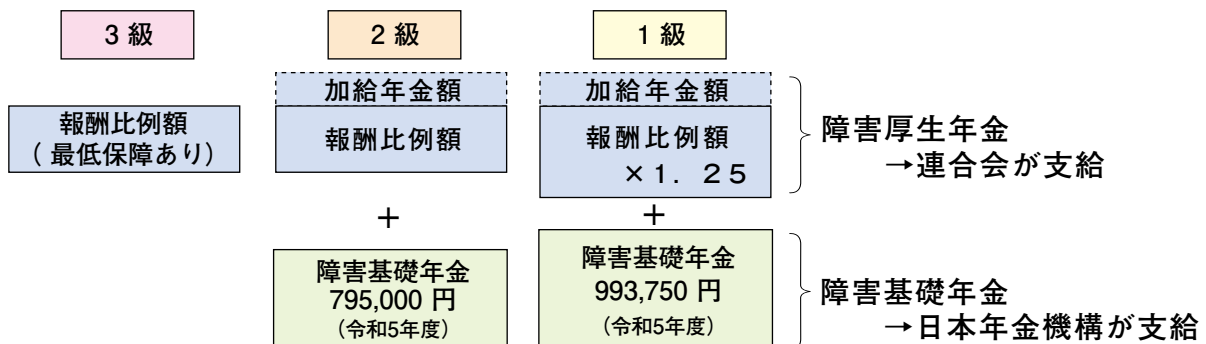 3級
2級
1級
報酬比例額
(最低保障あり)
加給年金額
報酬比例額
加給年金額
報酬比例額
×1.25
障害厚生年金
→連合会が支給
+
+
障害基礎年金
795,000 円
(令和5年度)
障害基礎年金
993,750 円
(令和5年度)
障害基礎年金
→日本年金機構が支給